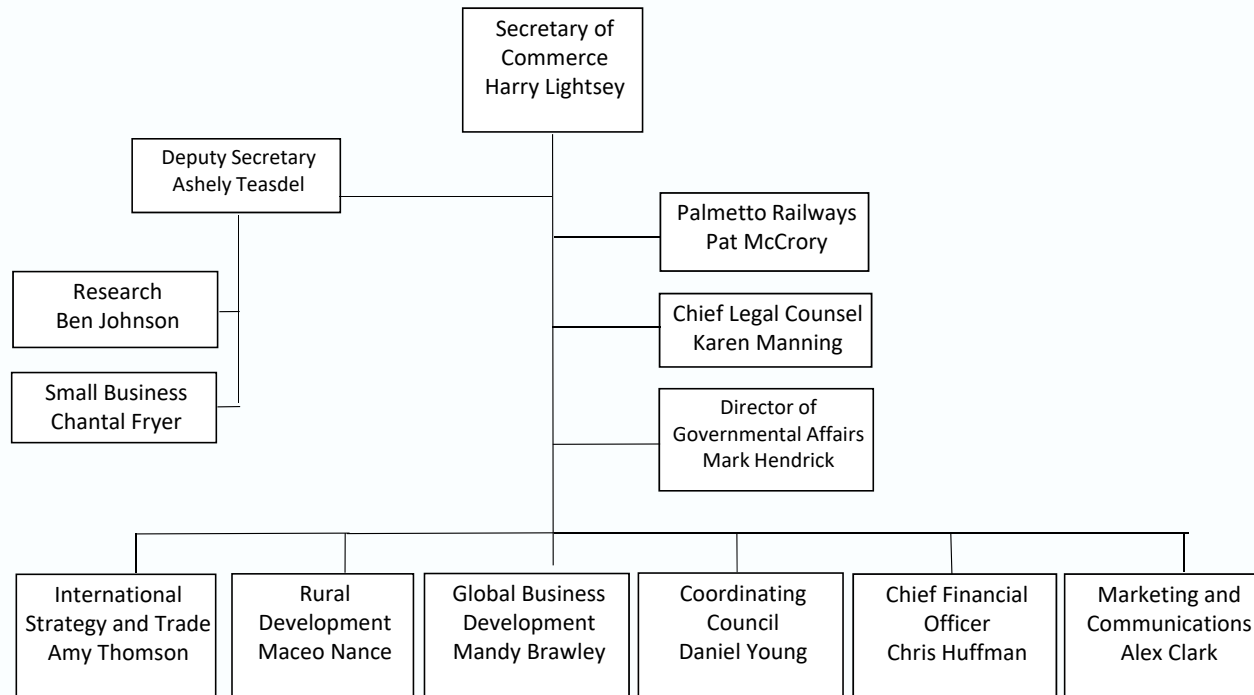 Secretary of
Commerce
Harry Lightsey
Deputy Secretary
Ashely Teasdel
Palmetto Railways
Pat McCrory
Research
Ben Johnson
Chief Legal Counsel
Karen Manning
Small Business
Chantal Fryer
Director of
Governmental Affairs
Mark Hendrick
International
Strategy and Trade
Amy Thomson
Rural
Development
Maceo Nance
Global Business
Development
Mandy Brawley
Coordinating
Council
Daniel Young
Chief Financial
Officer
Chris Huffman
Marketing and
Communications
Alex Clark